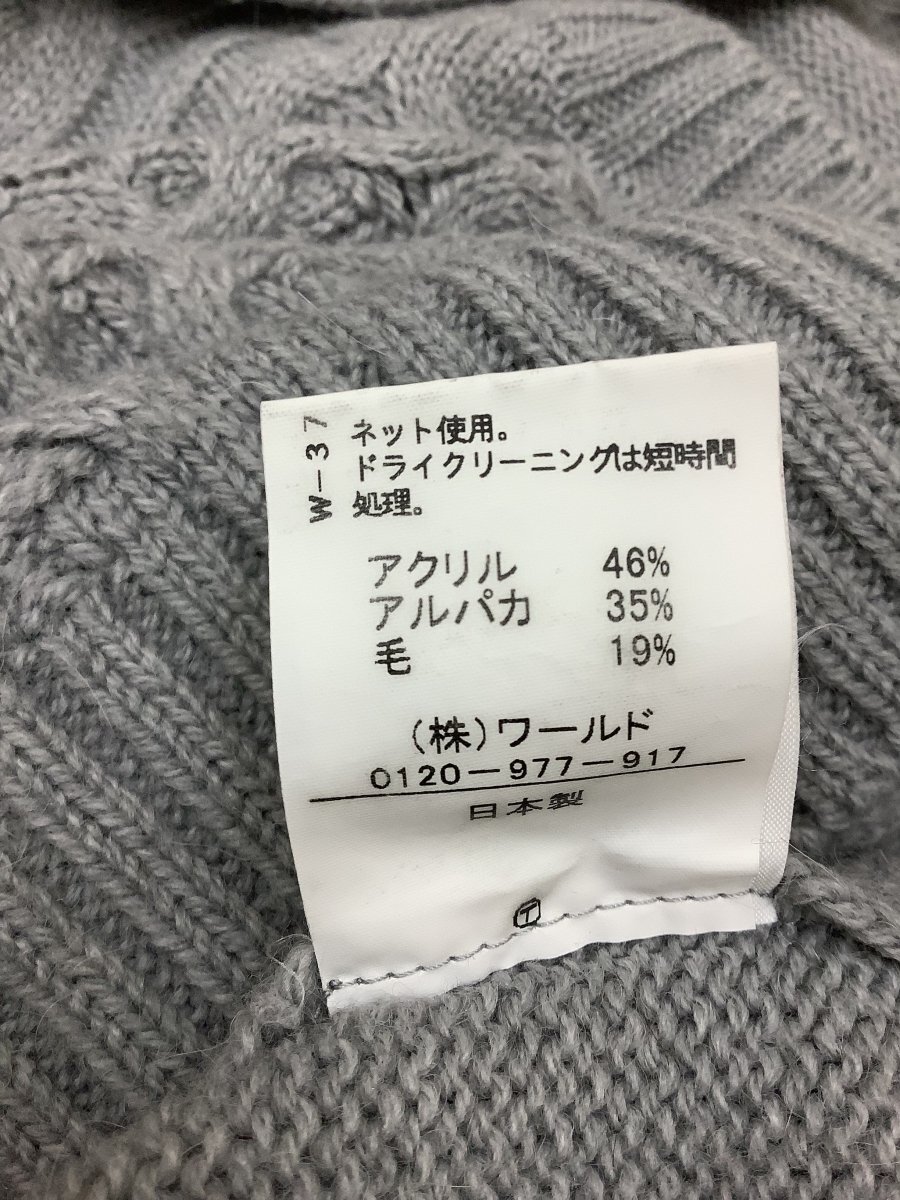 W-37
ネット使用。
ドライクリーニングは短時間
処理。
アクリル 46%
アルパカ 35%
毛 19%
(株)ワールド
0120-977-917
日本製